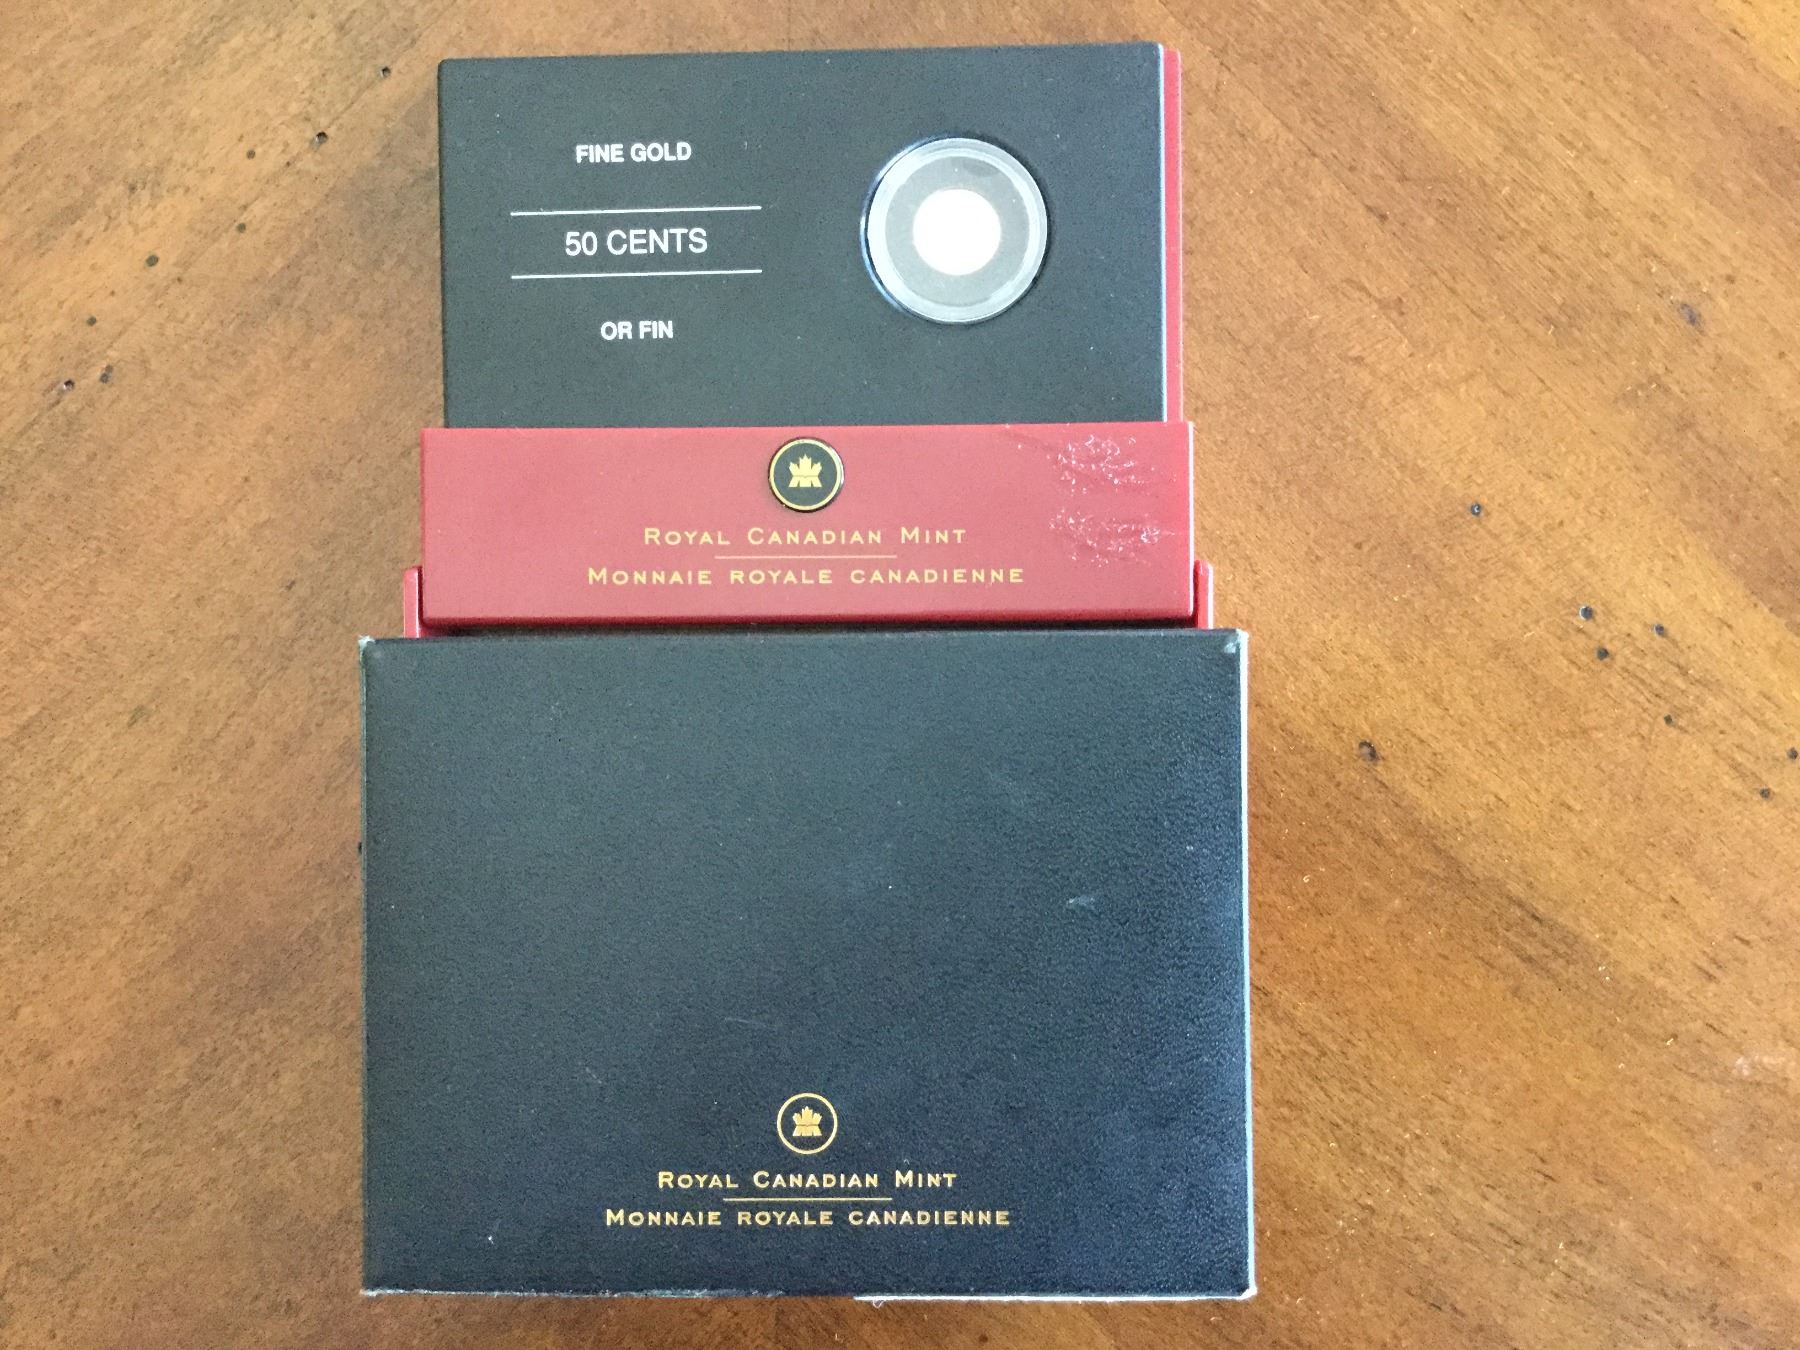 FINE GOLD
50 CENTS
OR FIN
ROYAL CANADIAN MINT
MONNAIE ROYALE CANADIENNE
ROYAL CANADIAN MINT
MONNAIE ROYALE CANADIENNE